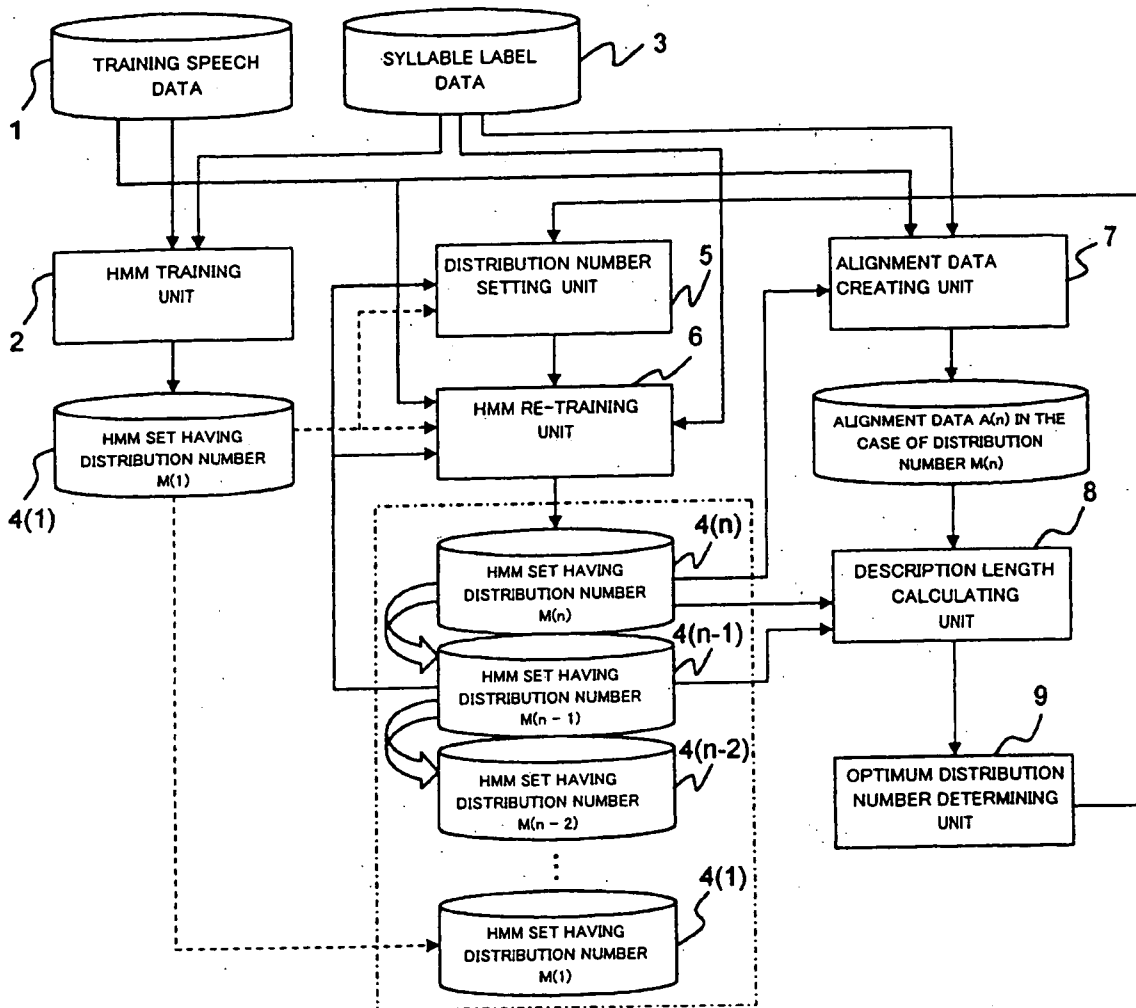 TRAINING SPEECH
DATA
1
SYLLABLE LABEL
DATA
3
HMM TRAINING
UNIT
2
DISTRIBUTION NUMBER
SETTING UNIT
5
ALIGNMENT DATA
CREATING UNIT
7
HMM RE-TRAINING
UNIT
6
HMM SET HAVING
DISTRIBUTION NUMBER
M(1)
4(1)
ALIGNMENT DATA A(n) IN THE
CASE OF DISTRIBUTION
NUMBER M(n)
HMM SET HAVING
DISTRIBUTION NUMBER
M(n)
4(n)
DESCRIPTION LENGTH
CALCULATING
UNIT
8
HMM SET HAVING
DISTRIBUTION NUMBER
M(n - 1)
4(n-1)
HMM SET HAVING
DISTRIBUTION NUMBER
M(n - 2)
4(n-2)
OPTIMUM DISTRIBUTION
NUMBER DETERMINING
UNIT
9
HMM SET HAVING
DISTRIBUTION NUMBER
M(1)
4(1)